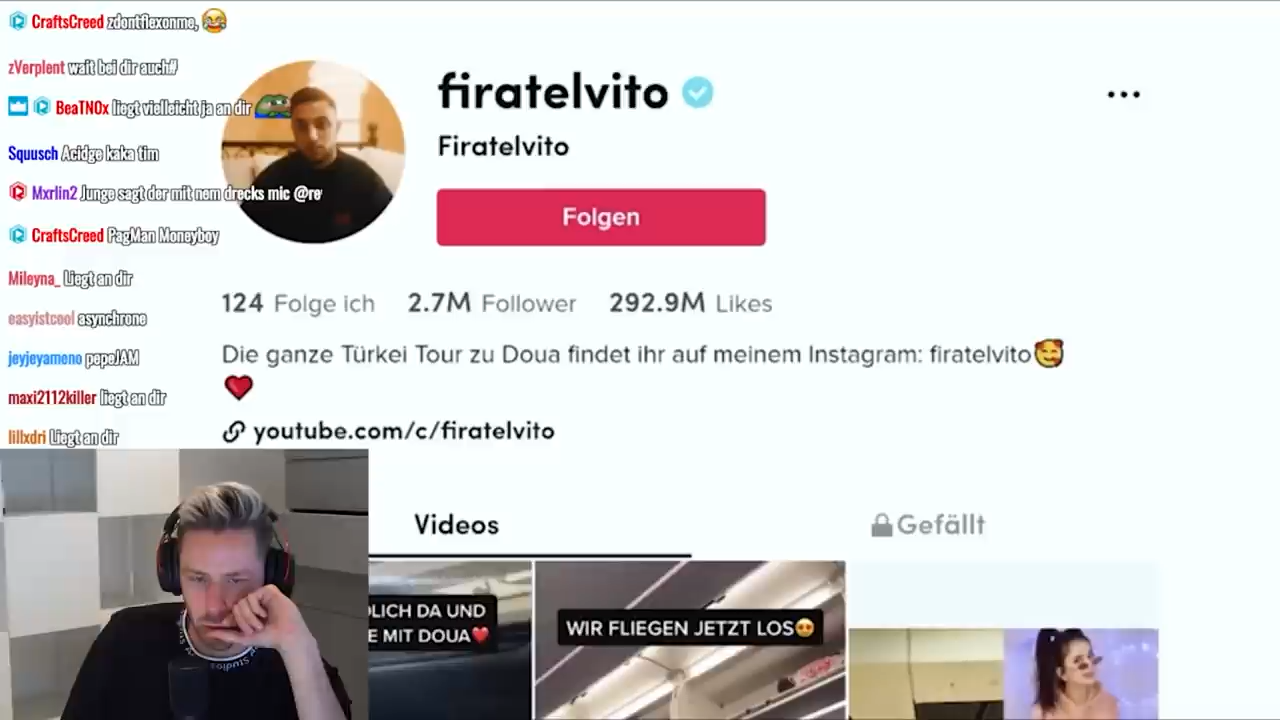 CraftsCreed zdontflexonme, 😂
zVerplent wait bei dir auch#
BeaTN0x liegt vielleicht ja an dir
Squusch Acidge kaka tim
Mxrlin2 Junge sagt der mit nem drecks mic @re
CraftsCreed PagMan Moneyboy
Mileyna_ Liegt an dir
easyistcool asynchrone
jeyjeyameno pepeJAM
maxi2112killer liegt an dir
lillxdri Liegt an dir
firatelvito
Firatelvito
Folgen
124 Folge ich 2.7M Follower 292.9M Likes
Die ganze Türkei Tour zu Doua findet ihr auf meinem Instagram: firatelvito🥰
❤️
youtube.com/c/firatelvito
Videos Gefällt
LICH DA UND
E MIT DOUA❤️
WIR FLIEGEN JETZT LOS😍